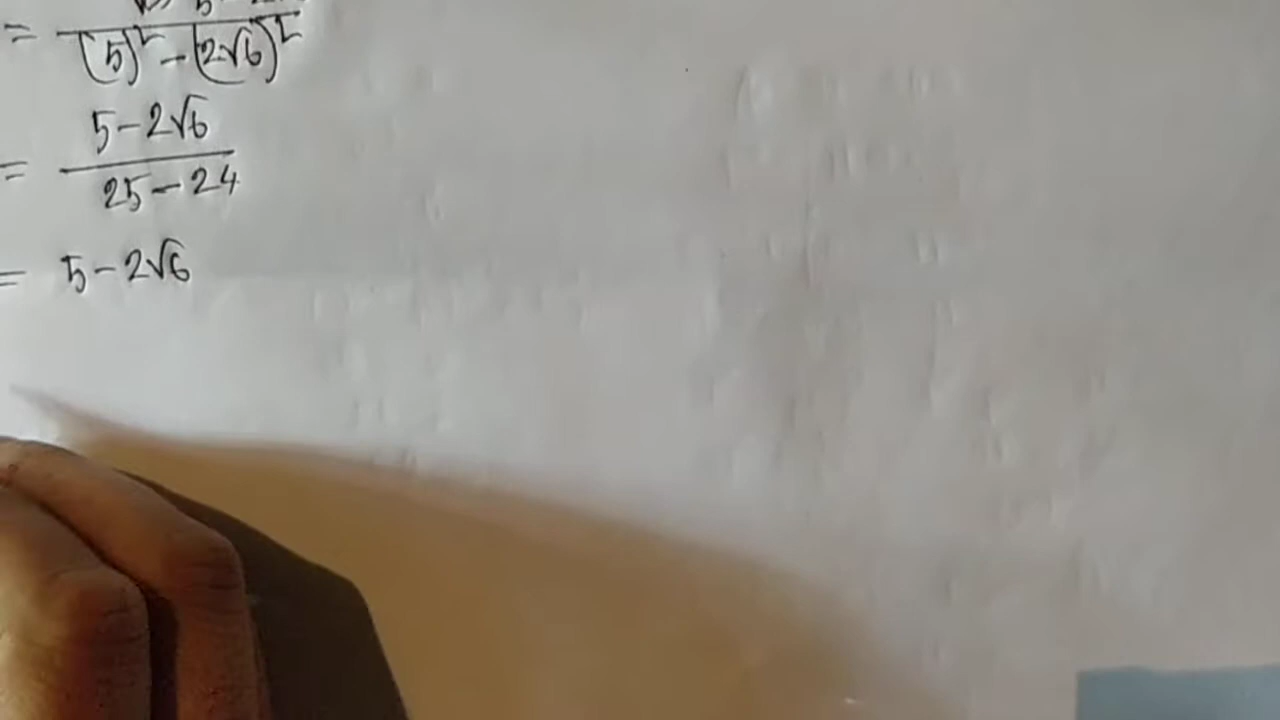 = (5)² - (2√6)²
5 - 2√6
= 25 - 24
= 5 - 2√6